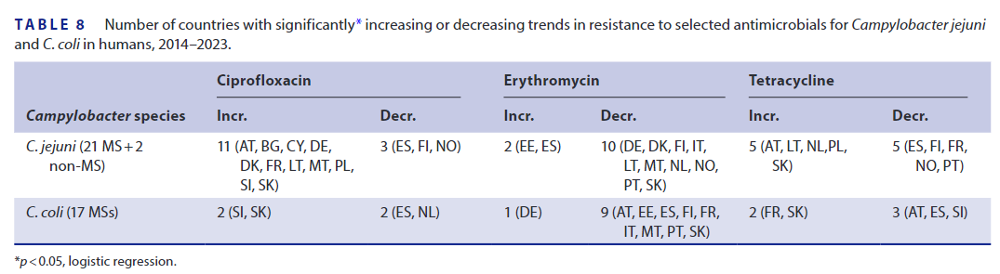 TABLE 8 Number of countries with significantly* increasing or decreasing trends in resistance to selected antimicrobials for Campylobacter jejuni
and C. coli in humans, 2014–2023.
Ciprofloxacin Erythromycin Tetracycline
Campylobacter species Incr. Decr. Incr. Decr. Incr. Decr.
C. jejuni (21 MS + 2 11 (AT, BG, CY, DE, 3 (ES, FI, NO) 2 (EE, ES) 10 (DE, DK, FI, IT, 5 (AT, LT, NL,PL, 5 (ES, FI, FR,
non-MS) DK, FR, LT, MT, PL, LT, MT, NL, NO, SK) NO, PT)
SI, SK) PT, SK)
C. coli (17 MSs) 2 (SI, SK) 2 (ES, NL) 1 (DE) 9 (AT, EE, ES, FI, FR, 2 (FR, SK) 3 (AT, ES, SI)
IT, MT, PT, SK)
*p < 0.05, logistic regression.